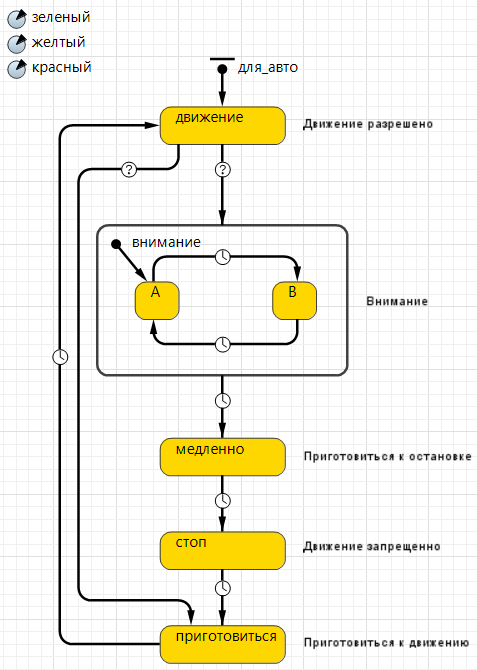 зеленый
желтый
красный
для_авто
движение
Движение разрешено
?
?
внимание
A
B
Внимание
медленно
Приготовиться к остановке
стоп
Движение запрещенно
приготовиться
Приготовиться к движению